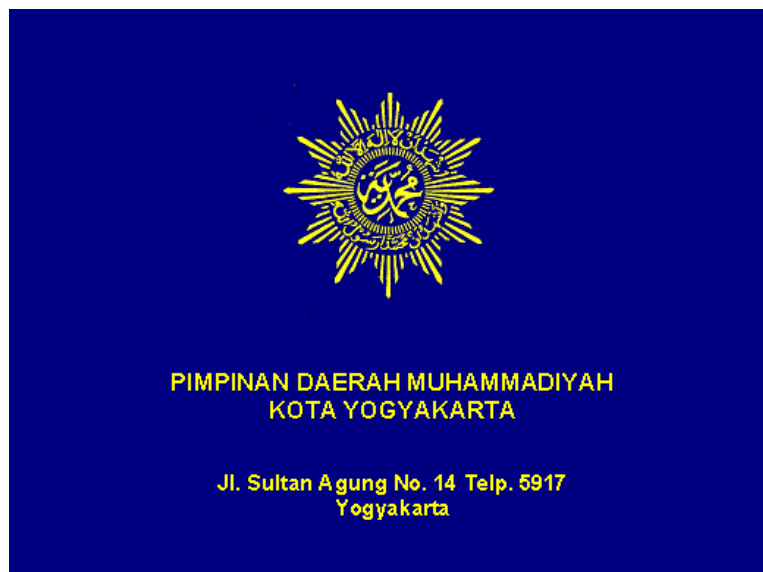 محمدية
PIMPINAN DAERAH MUHAMMADIYAH
KOTA YOGYAKARTA
Jl. Sultan Agung No. 14 Telp. 5917
Yogyakarta